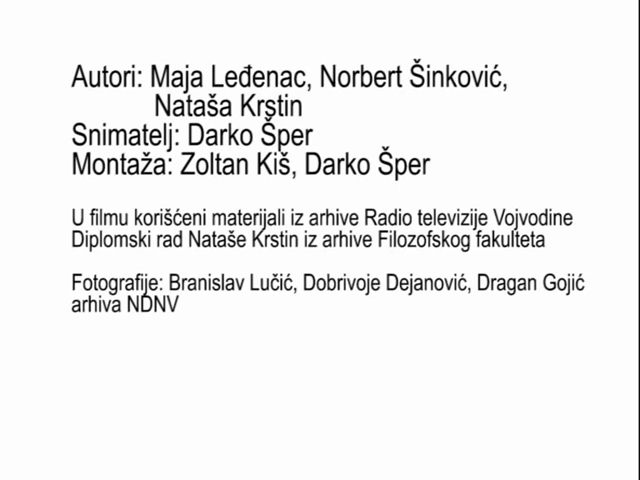 Autori: Maja Leđenac, Norbert Šinković,
Nataša Krstin
Snimatelj: Darko Šper
Montaža: Zoltan Kiš, Darko Šper
U filmu korišćeni materijali iz arhive Radio televizije Vojvodine
Diplomski rad Nataše Krstin iz arhive Filozofskog fakulteta
Fotografije: Branislav Lučić, Dobrivoje Dejanović, Dragan Gojić
arhiva NDNV